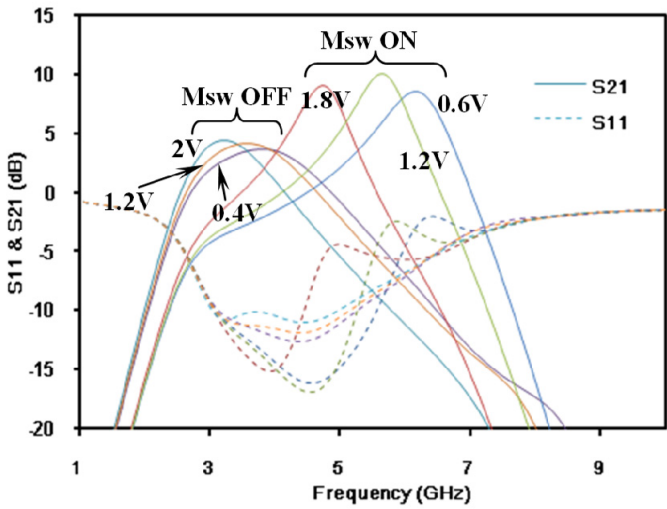 15
10
5
0
-5
-10
-15
-20
S11 & S21 (dB)
Msw ON
Msw OFF
1.8V
0.6V
2V
1.2V
1.2V
0.4V
S21
S11
1 3 5 7 9
Frequency (GHz)